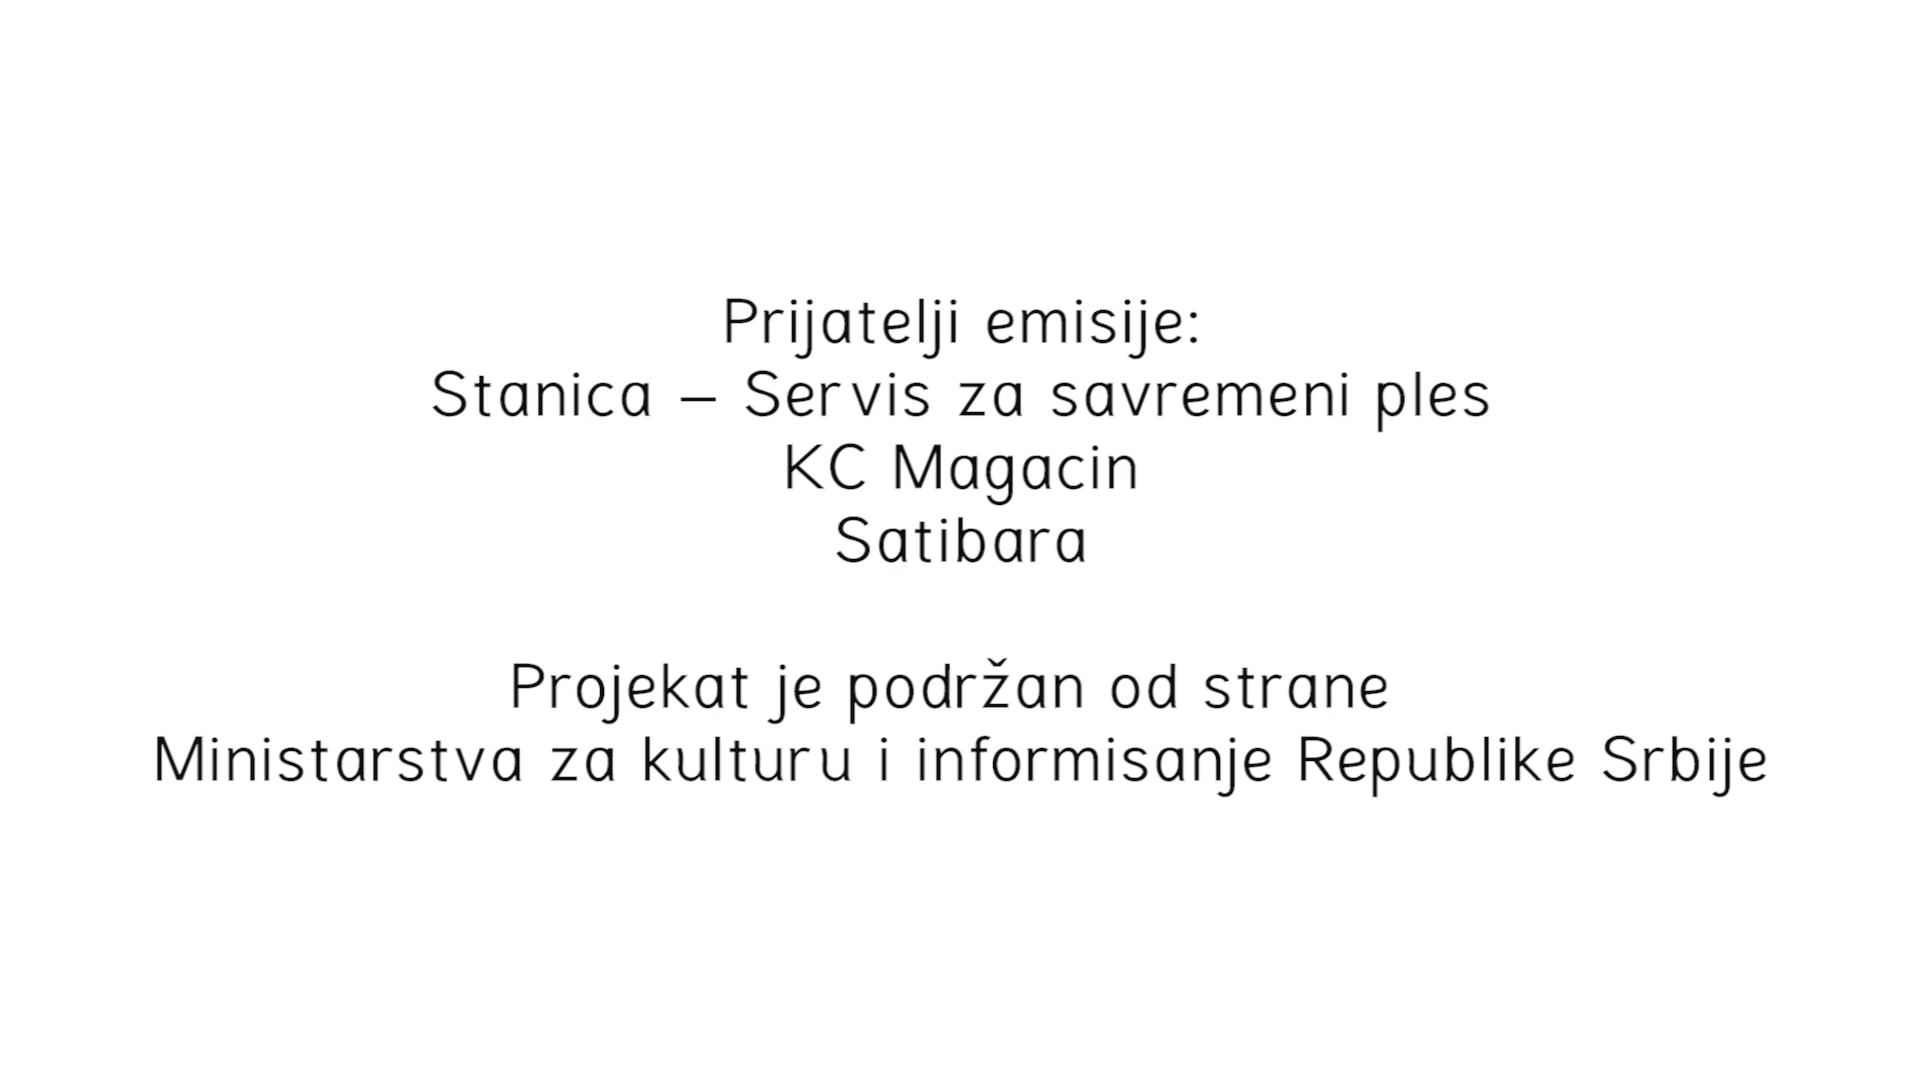 Prijatelji emisije:
Stanica – Servis za savremeni ples
KC Magacin
Satibara
Projekat je podržan od strane
Ministarstva za kulturu i informisanje Republike Srbije